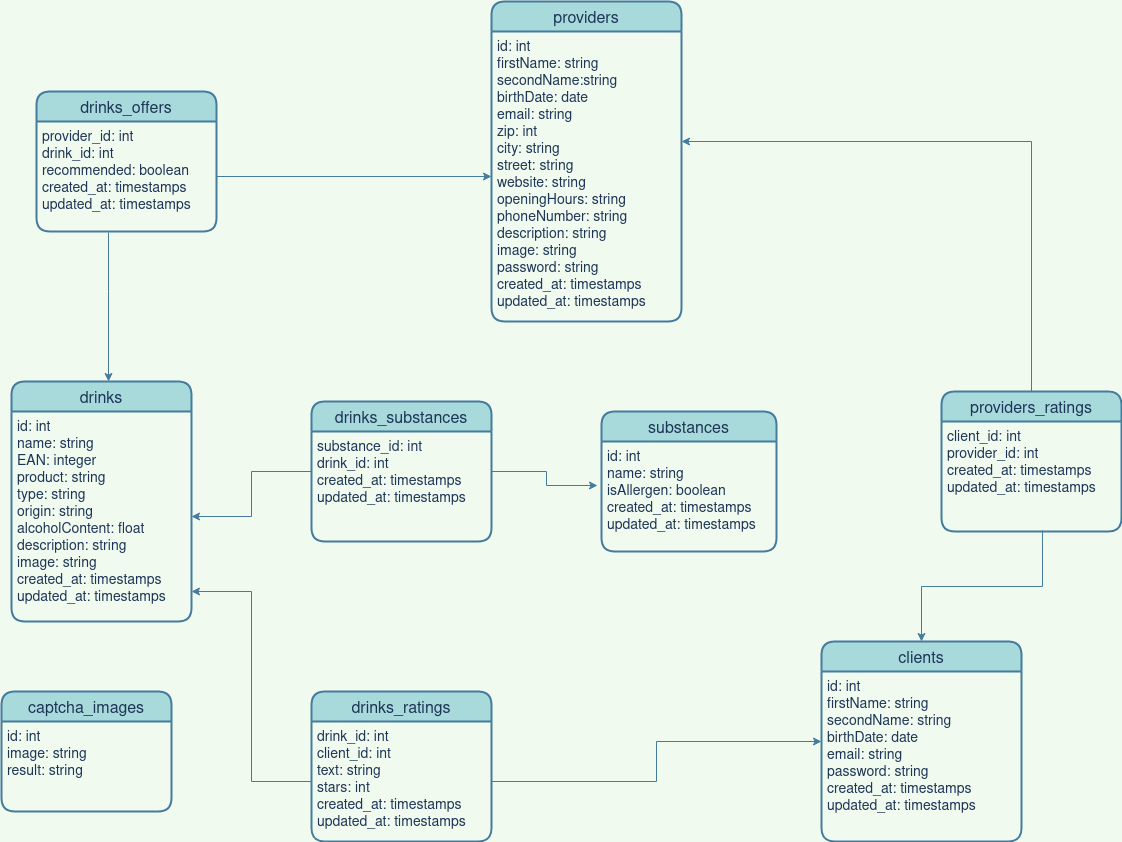 providers
id: int
firstName: string
secondName:string
birthDate: date
email: string
zip: int
city: string
street: string
website: string
openingHours: string
phoneNumber: string
description: string
image: string
password: string
created_at: timestamps
updated_at: timestamps
drinks_offers
provider_id: int
drink_id: int
recommended: boolean
created_at: timestamps
updated_at: timestamps
drinks
id: int
name: string
EAN: integer
product: string
type: string
origin: string
alcoholContent: float
description: string
image: string
created_at: timestamps
updated_at: timestamps
drinks_substances
substance_id: int
drink_id: int
created_at: timestamps
updated_at: timestamps
substances
id: int
name: string
isAllergen: boolean
created_at: timestamps
updated_at: timestamps
providers_ratings
client_id: int
provider_id: int
created_at: timestamps
updated_at: timestamps
captcha_images
id: int
image: string
result: string
drinks_ratings
drink_id: int
client_id: int
text: string
stars: int
created_at: timestamps
updated_at: timestamps
clients
id: int
firstName: string
secondName: string
birthDate: date
email: string
password: string
created_at: timestamps
updated_at: timestamps